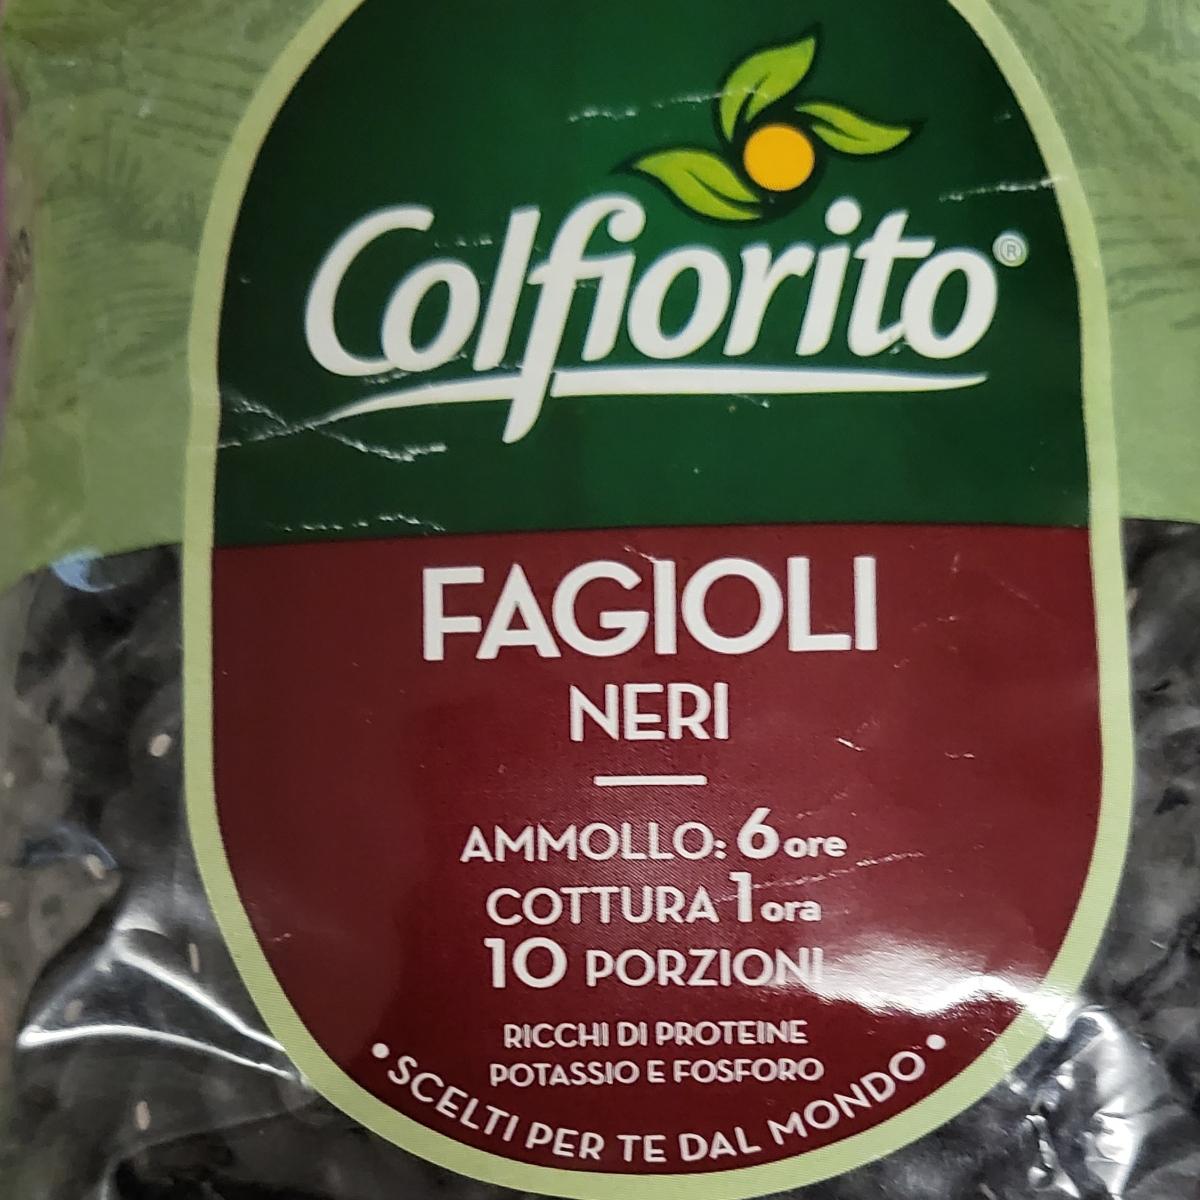 Colfiorito®
FAGIOLI
NERI
AMMOLLO: 6 ore
COTTURA 1 ora
10 PORZIONI
RICCHI DI PROTEINE
POTASSIO E FOSFORO
• SCELTI PER TE DAL MONDO •